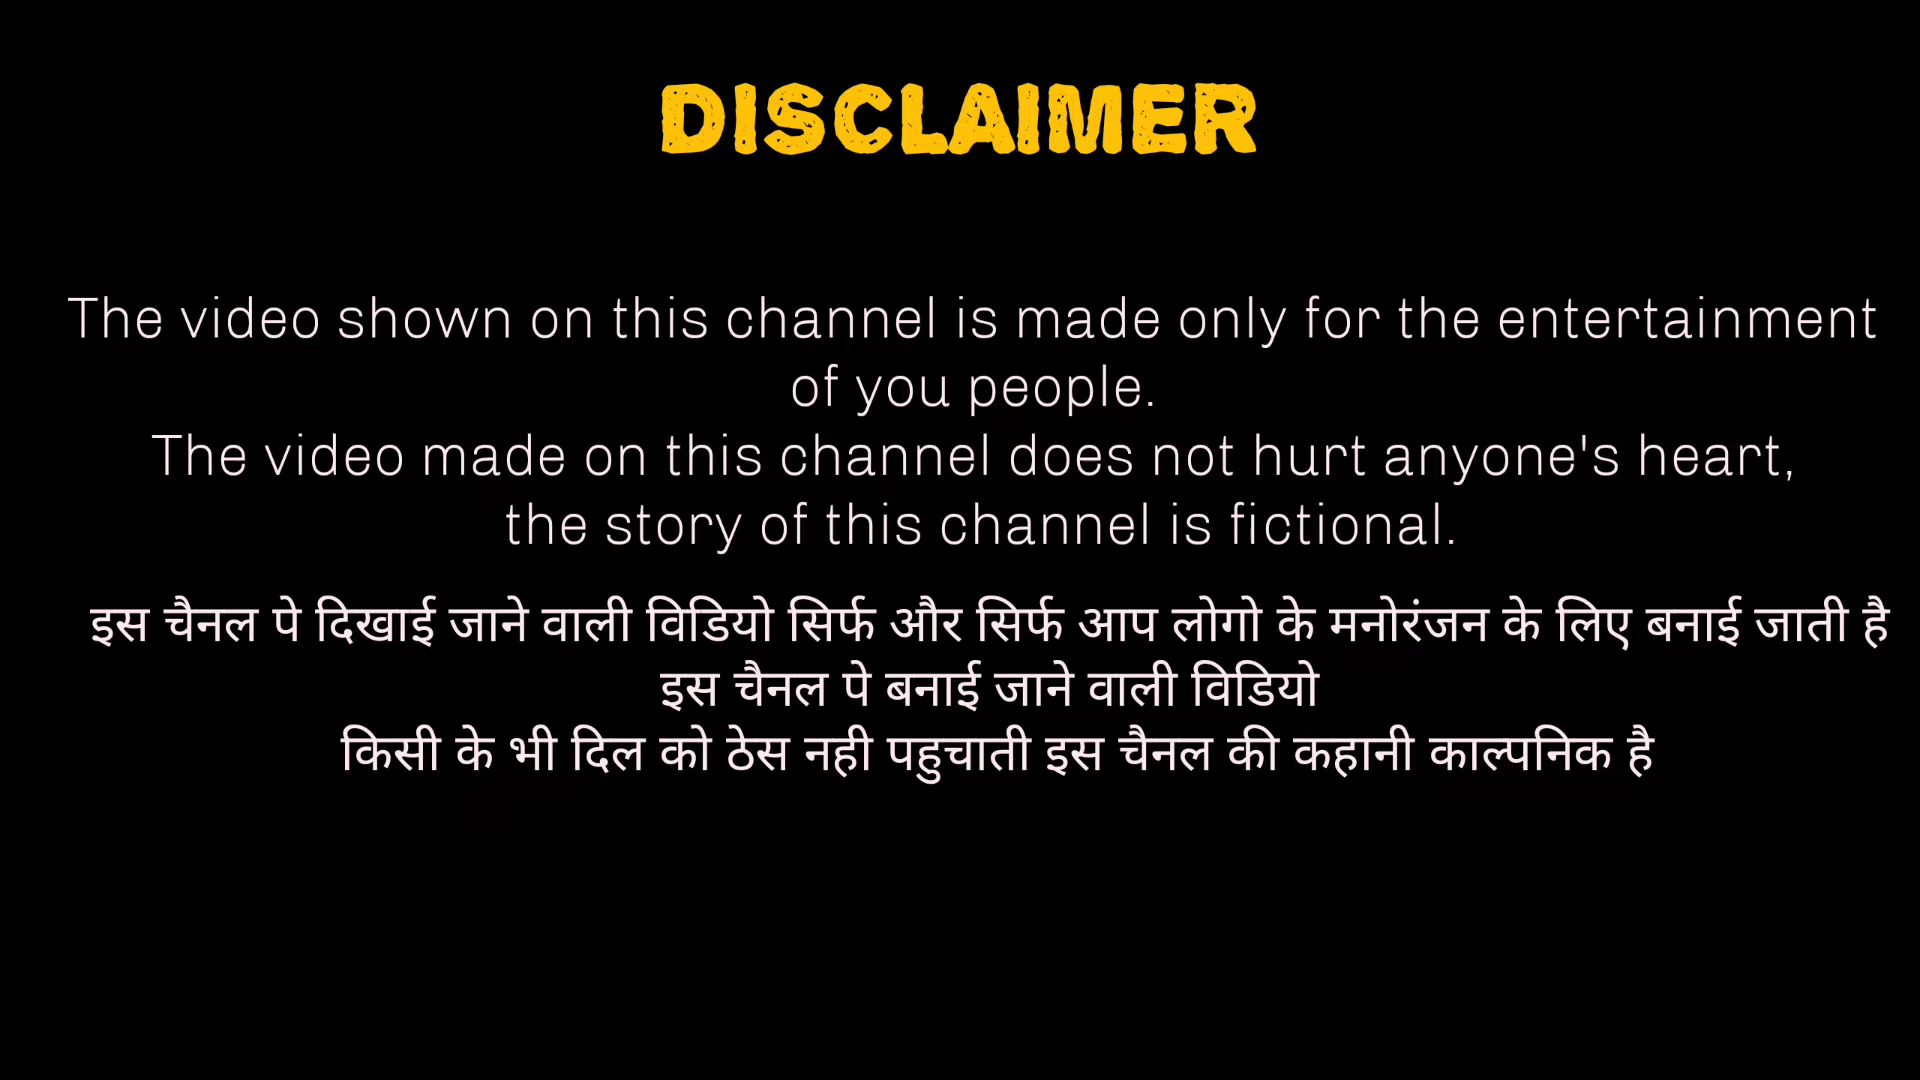 DISCLAIMER
The video shown on this channel is made only for the entertainment
of you people.
The video made on this channel does not hurt anyone's heart,
the story of this channel is fictional.
इस चैनल पे दिखाई जाने वाली विडियो सिर्फ और सिर्फ आप लोगो के मनोरंजन के लिए बनाई जाती है
इस चैनल पे बनाई जाने वाली विडियो
किसी के भी दिल को ठेस नही पहुचाती इस चैनल की कहानी काल्पनिक है